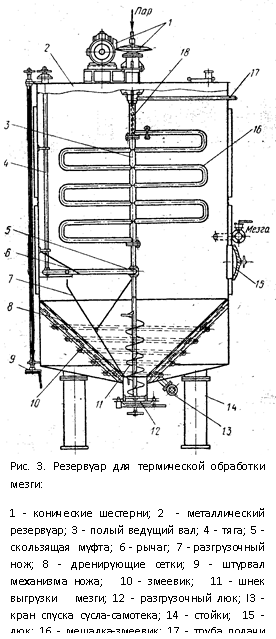 Пар
1
2
18
17
3
16
4
5
Мезга
6
7
15
8
9
14
10
11
12
13
Рис. 3. Резервуар для термической обработки
мезги:
1 - конические шестерни; 2 - металлический
резервуар; 3 - полый ведущий вал; 4 - тяга; 5 -
скользящая муфта; 6 - рычаг; 7 - разгрузочный
нож; 8 - дренирующие сетки; 9 - штурвал
механизма ножа; 10 - змеевик; 11 - шнек
выгрузки мезги; 12 - разгрузочный люк; I3 -
кран спуска сусла-самотека; 14 - стойки; 15 -
люк; 16 - мешалка-змеевик; 17 - труба подачи